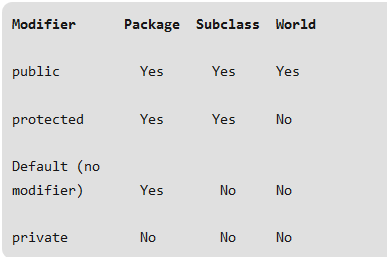 Modifier Package Subclass World
public Yes Yes Yes
protected Yes Yes No
Default (no
modifier) Yes No No
private No No No